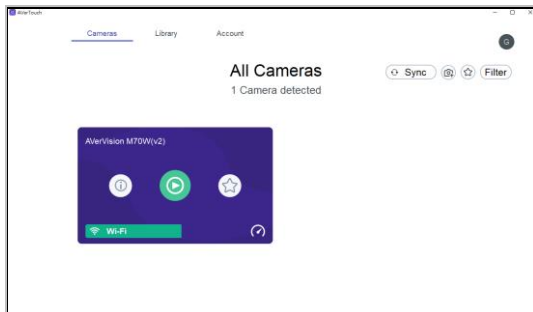 AVerTouch
Cameras Library Account
G
All Cameras
Sync Filter
1 Camera detected
AVerVision M70W(v2)
Wi-Fi